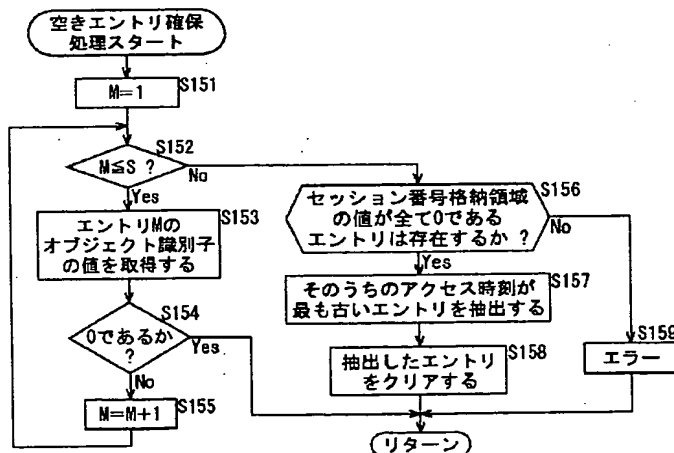 空きエントリ確保
処理スタート
M=1
S151
M≦S ?
S152
Yes
No
エントリMの
オブジェクト識別子
の値を取得する
S153
0であるか
?
S154
Yes
No
M=M+1
S155
セッション番号格納領域
の値が全て0である
エントリは存在するか ?
S156
No
Yes
そのうちのアクセス時刻が
最も古いエントリを抽出する
S157
抽出したエントリ
をクリアする
S158
エラー
S159
リターン